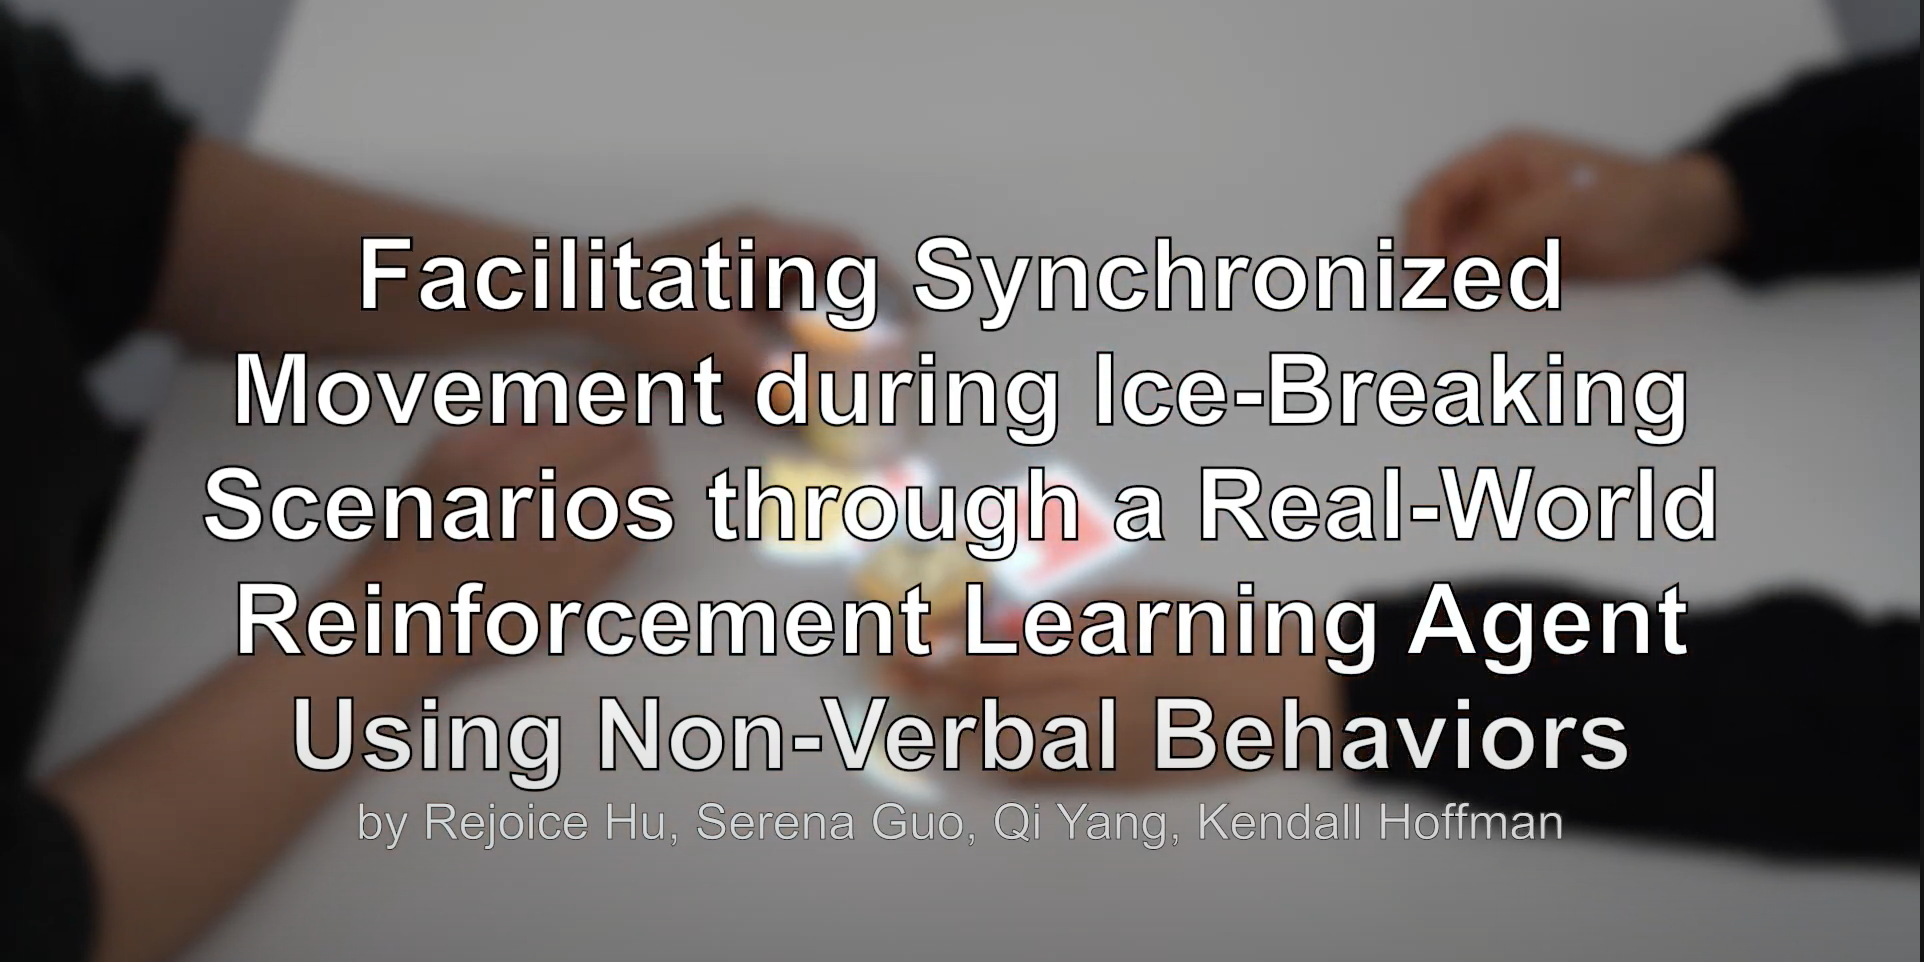 Facilitating Synchronized
Movement during Ice-Breaking
Scenarios through a Real-World
Reinforcement Learning Agent
Using Non-Verbal Behaviors
by Rejoice Hu, Serena Guo, Qi Yang, Kendall Hoffman